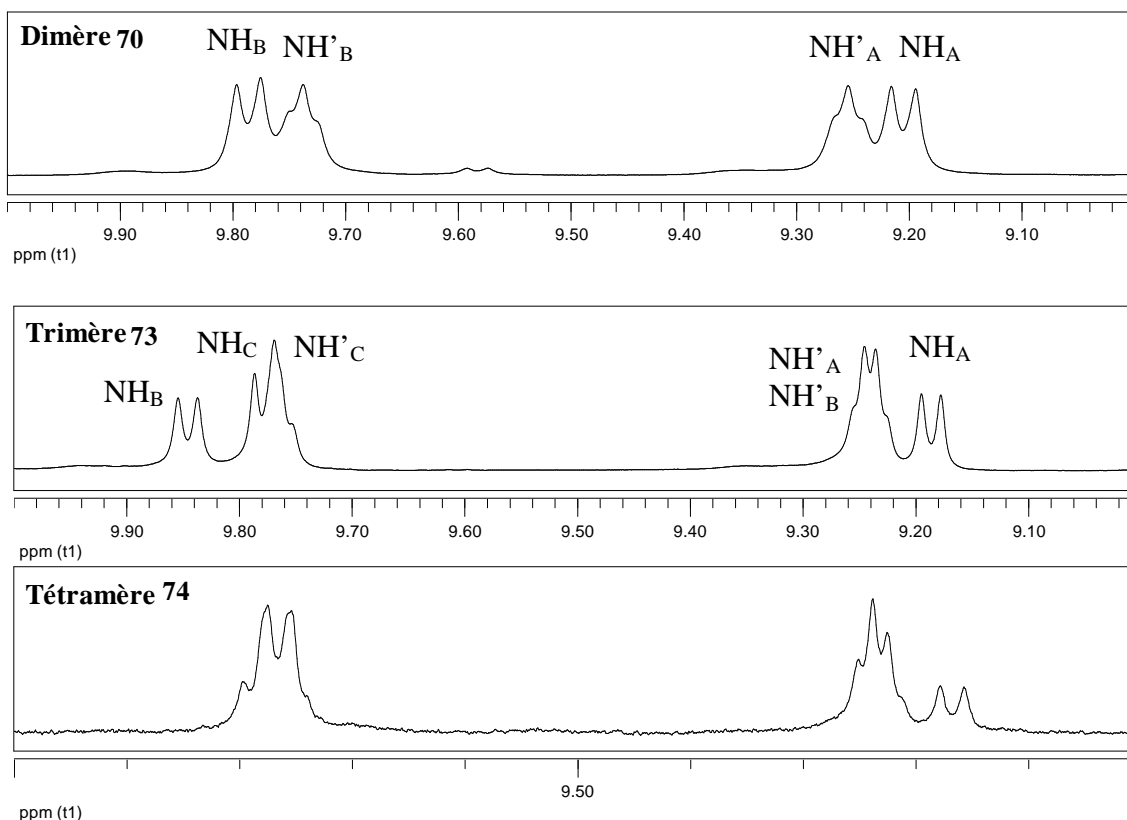 Dimère 70
NH_B NH'_B NH'_A NH_A
9.90 9.80 9.70 9.60 9.50 9.40 9.30 9.20 9.10
ppm (t1)
Trimère 73
NH_B NH_C NH'_C NH'_A NH_A
NH'_B
9.90 9.80 9.70 9.60 9.50 9.40 9.30 9.20 9.10
ppm (t1)
Tétramère 74
9.50
ppm (t1)